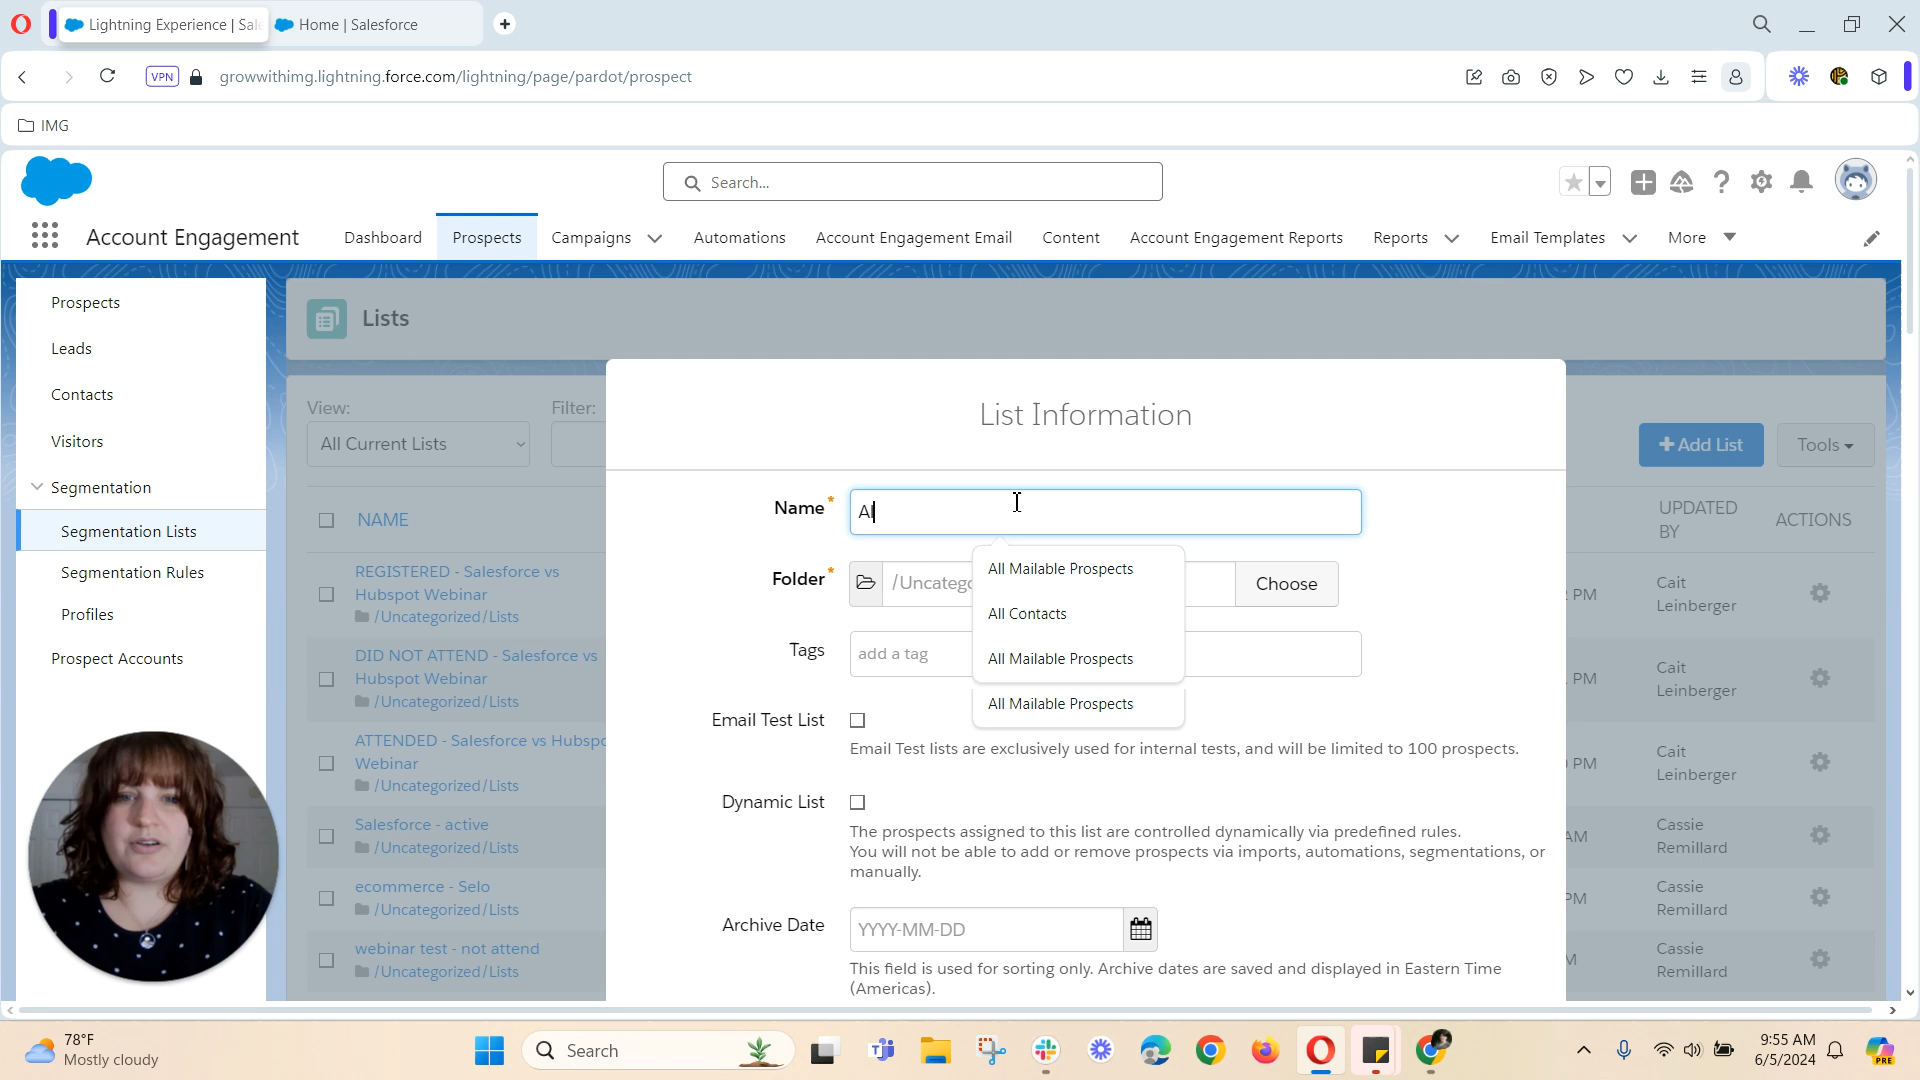 Lightning Experience | Sal
Home | Salesforce
VPN
growwithimg.lightning.force.com/lightning/page/pardot/prospect
IMG
Search...
Account Engagement
Dashboard
Prospects
Campaigns
Automations
Account Engagement Email
Content
Account Engagement Reports
Reports
Email Templates
More
Prospects
Leads
Contacts
Visitors
Segmentation
Segmentation Lists
Segmentation Rules
Profiles
Prospect Accounts
Lists
View:
All Current Lists
Filter:
+ Add List
Tools
NAME
UPDATED
BY
ACTIONS
REGISTERED - Salesforce vs
Hubspot Webinar
/Uncategorized/Lists
PM
Cait
Leinberger
DID NOT ATTEND - Salesforce vs
Hubspot Webinar
/Uncategorized/Lists
PM
Cait
Leinberger
ATTENDED - Salesforce vs Hubspo
Webinar
/Uncategorized/Lists
PM
Cait
Leinberger
Salesforce - active
/Uncategorized/Lists
AM
Cassie
Remillard
ecommerce - Selo
/Uncategorized/Lists
PM
Cassie
Remillard
webinar test - not attend
/Uncategorized/Lists
M
Cassie
Remillard
List Information
Name*
Al
All Mailable Prospects
All Contacts
All Mailable Prospects
All Mailable Prospects
Folder*
/Uncatego
Choose
Tags
add a tag
Email Test List
Email Test lists are exclusively used for internal tests, and will be limited to 100 prospects.
Dynamic List
The prospects assigned to this list are controlled dynamically via predefined rules.
You will not be able to add or remove prospects via imports, automations, segmentations, or
manually.
Archive Date
YYYY-MM-DD
This field is used for sorting only. Archive dates are saved and displayed in Eastern Time
(Americas).
78°F
Mostly cloudy
Search
9:55 AM
6/5/2024
PRE